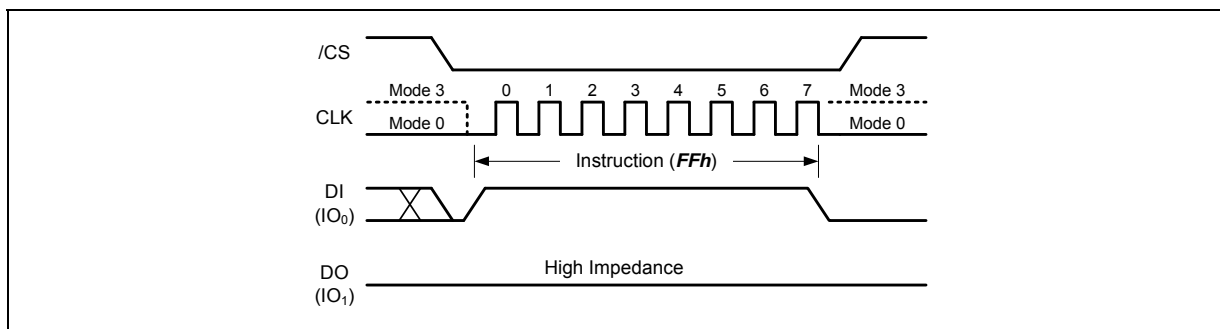 /CS
Mode 3 0 1 2 3 4 5 6 7 Mode 3
CLK
Mode 0 Mode 0
Instruction (FFh)
DI
(IO₀)
High Impedance
DO
(IO₁)